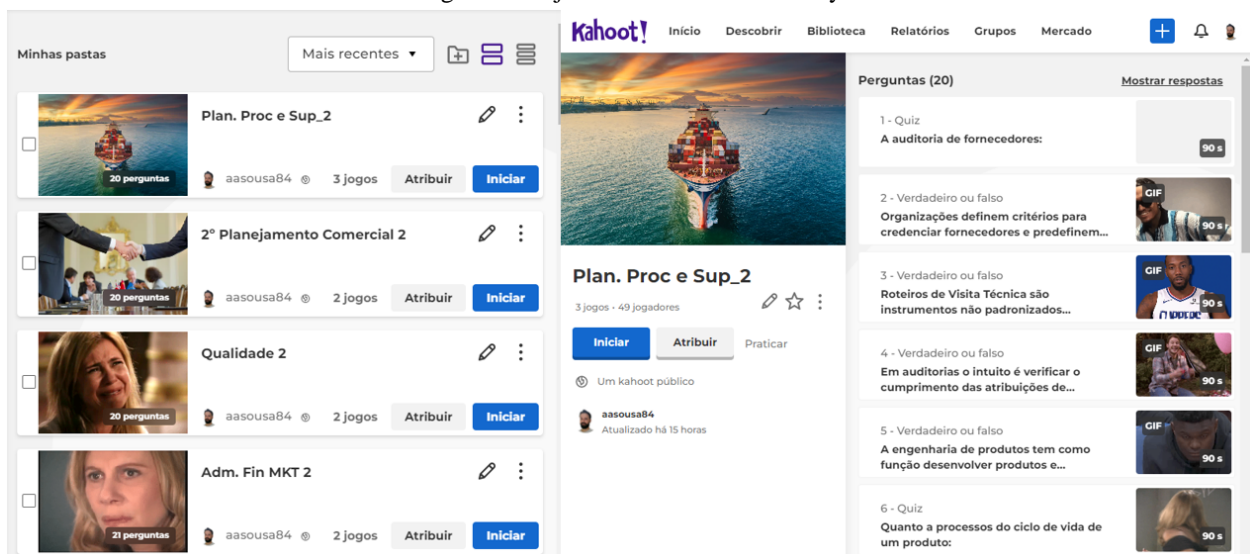 Minhas pastas
Mais recentes
20 perguntas
Plan. Proc e Sup_2
aasousa84
3 jogos
Atribuir
Iniciar
20 perguntas
2º Planejamento Comercial 2
aasousa84
2 jogos
Atribuir
Iniciar
20 perguntas
Qualidade 2
aasousa84
2 jogos
Atribuir
Iniciar
21 perguntas
Adm. Fin MKT 2
aasousa84
2 jogos
Atribuir
Iniciar
Kahoot!
Início
Descobrir
Biblioteca
Relatórios
Grupos
Mercado
Plan. Proc e Sup_2
3 jogos · 49 jogadores
Iniciar
Atribuir
Praticar
Um kahoot público
aasousa84
Atualizado há 15 horas
Perguntas (20)
Mostrar respostas
1 - Quiz
A auditoria de fornecedores:
90 s
2 - Verdadeiro ou falso
Organizações definem critérios para
credenciar fornecedores e predefinem...
GIF
90 s
3 - Verdadeiro ou falso
Roteiros de Visita Técnica são
instrumentos não padronizados...
GIF
CLIPPERS
90 s
4 - Verdadeiro ou falso
Em auditorias o intuito é verificar o
cumprimento das atribuições de...
GIF
90 s
5 - Verdadeiro ou falso
A engenharia de produtos tem como
função desenvolver produtos e...
GIF
90 s
6 - Quiz
Quanto a processos do ciclo de vida de
um produto:
90 s